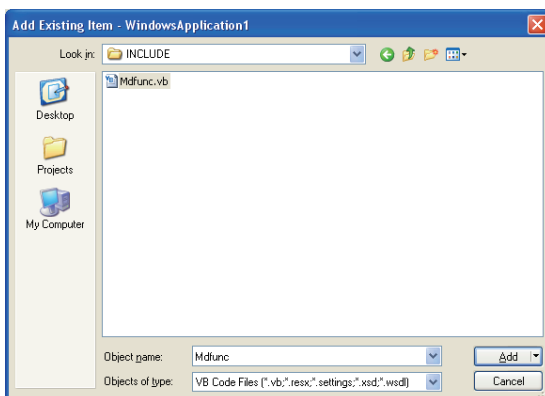 Add Existing Item - WindowsApplication1
Look in: INCLUDE
Mdfunc.vb
Desktop
Projects
My Computer
Object name: Mdfunc Add
Objects of type: VB Code Files (*.vb;*.resx;*.settings;*.xsd;*.wsdl) Cancel